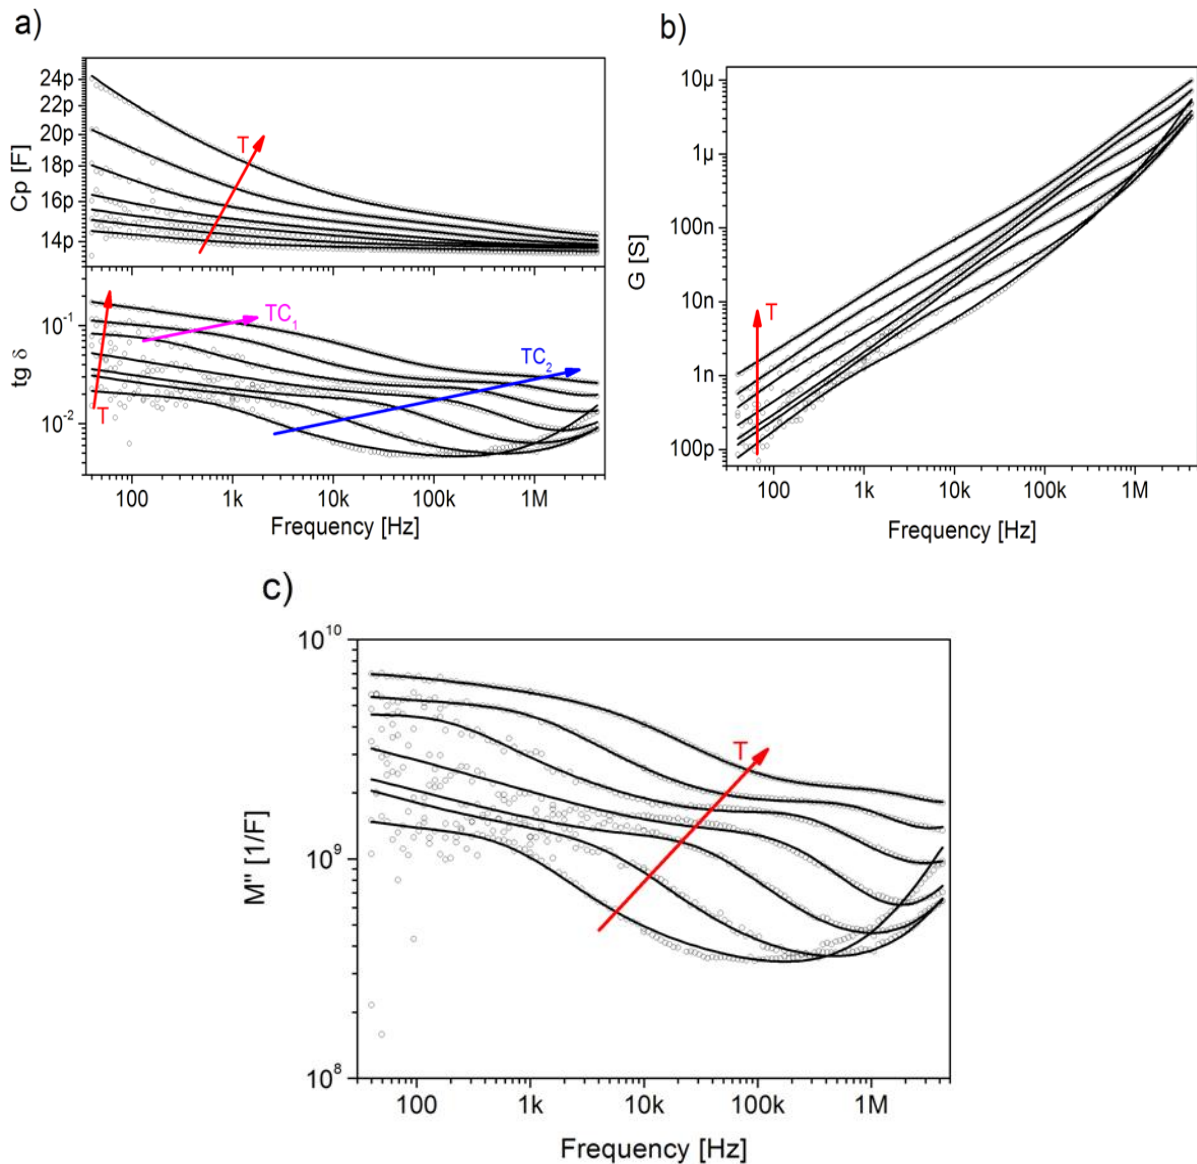 a)
24p
22p
20p
18p
16p
14p
Cp [F]
T
10⁻¹
10⁻²
tg δ
T
TC₁
TC₂
100 1k 10k 100k 1M
Frequency [Hz]
b)
10µ
1µ
100n
10n
1n
100p
G [S]
T
100 1k 10k 100k 1M
Frequency [Hz]
c)
10¹⁰
10⁹
10⁸
M'' [1/F]
T
100 1k 10k 100k 1M
Frequency [Hz]